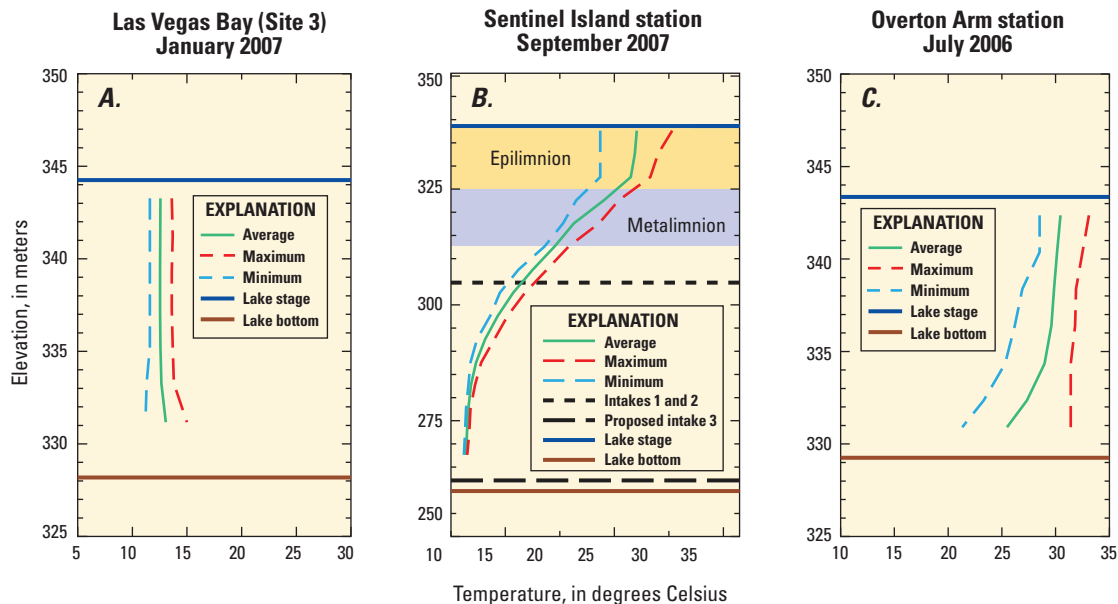 Las Vegas Bay (Site 3)
January 2007
Sentinel Island station
September 2007
Overton Arm station
July 2006
Elevation, in meters
A.
350
345
340
335
330
325
EXPLANATION
Average
Maximum
Minimum
Lake stage
Lake bottom
5
10
15
20
25
30
B.
350
325
300
275
250
Epilimnion
Metalimnion
EXPLANATION
Average
Maximum
Minimum
Intakes 1 and 2
Proposed intake 3
Lake stage
Lake bottom
10
15
20
25
30
35
C.
350
345
340
335
330
325
EXPLANATION
Average
Maximum
Minimum
Lake stage
Lake bottom
10
15
20
25
30
35
Temperature, in degrees Celsius